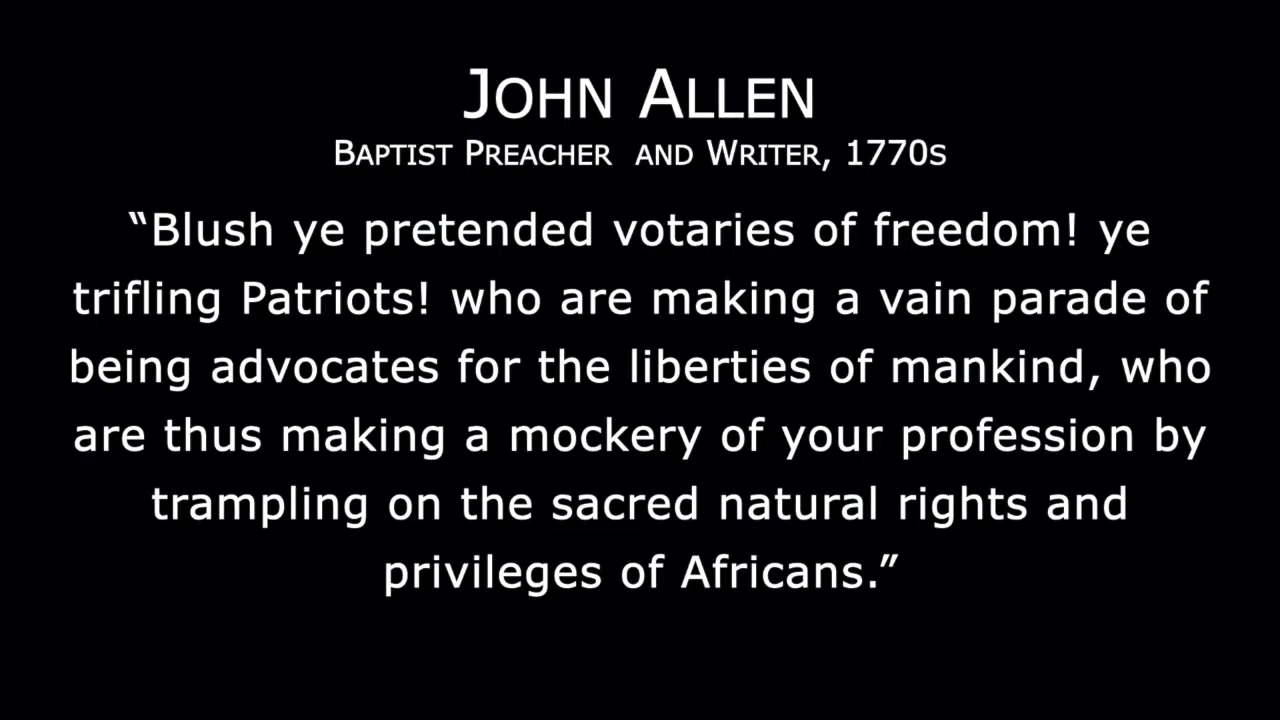 John Allen
Baptist Preacher and Writer, 1770s
“Blush ye pretended votaries of freedom! ye
trifling Patriots! who are making a vain parade of
being advocates for the liberties of mankind, who
are thus making a mockery of your profession by
trampling on the sacred natural rights and
privileges of Africans.”